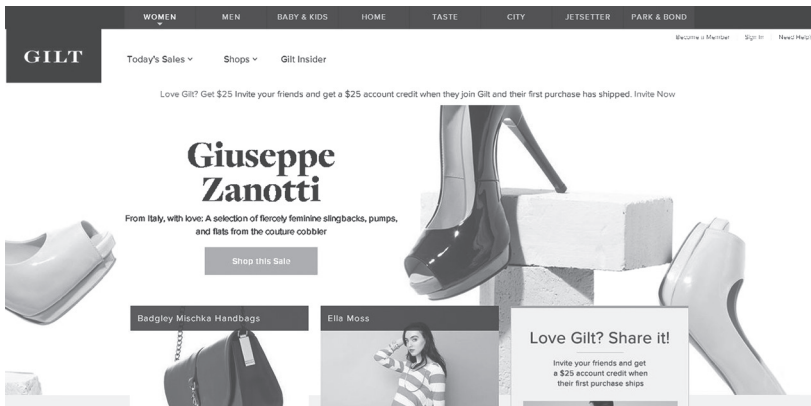 WOMEN MEN BABY & KIDS HOME TASTE CITY JETSETTER PARK & BOND
Become a Member Sign In Need Help?
GILT
Today's Sales Shops Gilt Insider
Love Gilt? Get $25 Invite your friends and get a $25 account credit when they join Gilt and their first purchase has shipped. Invite Now
Giuseppe
Zanotti
From Italy, with love: A selection of fiercely feminine slingbacks, pumps,
and flats from the couture cobbler
Shop this Sale
Badgley Mischka Handbags
Ella Moss
Love Gilt? Share it!
Invite your friends and get
a $25 account credit when
their first purchase ships